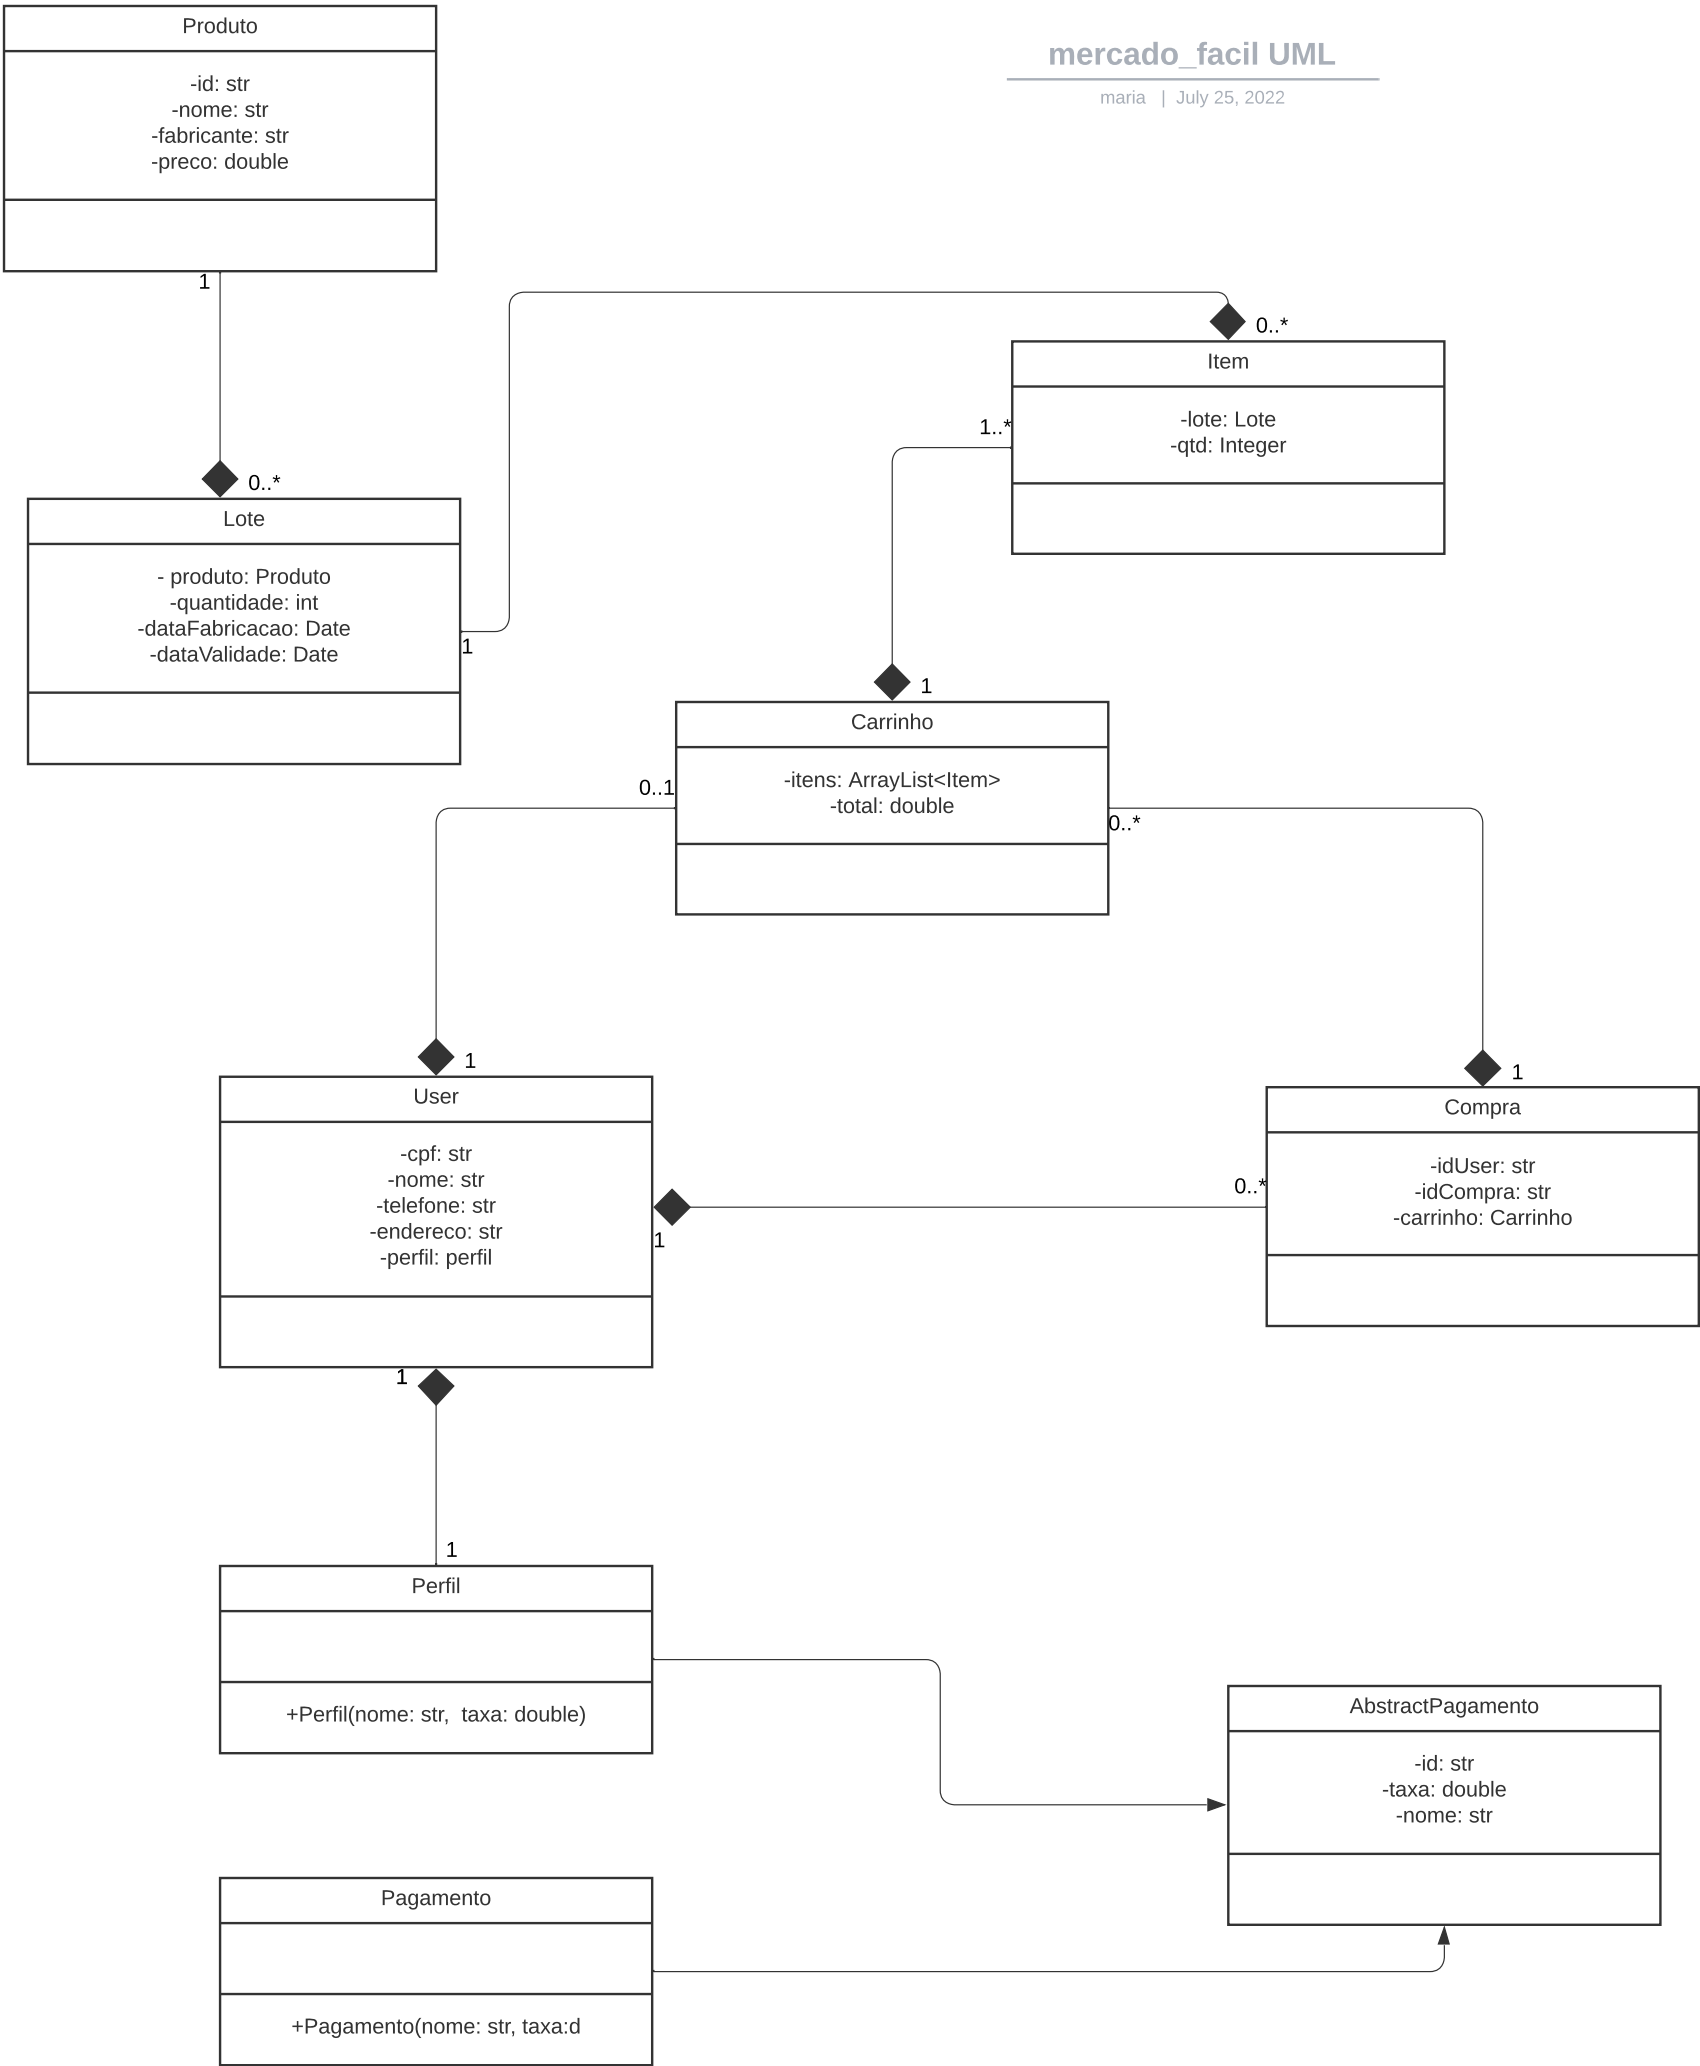 Produto
-id: str
-nome: str
-fabricante: str
-preco: double
mercado_facil UML
maria | July 25, 2022
1
0..*
Item
-lote: Lote
-qtd: Integer
1..*
0..*
Lote
- produto: Produto
-quantidade: int
-dataFabricacao: Date
-dataValidade: Date
1
1
Carrinho
-itens: ArrayList<Item>
-total: double
0..1
0..*
1
User
-cpf: str
-nome: str
-telefone: str
-endereco: str
-perfil: perfil
1
Compra
-idUser: str
-idCompra: str
-carrinho: Carrinho
0..*
1
1
1
Perfil
+Perfil(nome: str,  taxa: double)
AbstractPagamento
-id: str
-taxa: double
-nome: str
Pagamento
+Pagamento(nome: str, taxa:d